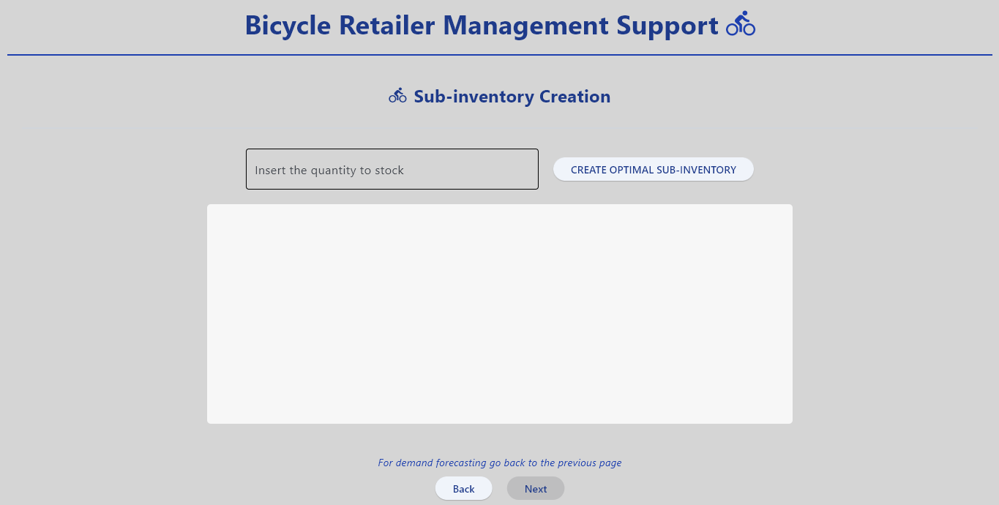 Bicycle Retailer Management Support
Sub-inventory Creation
Insert the quantity to stock
CREATE OPTIMAL SUB-INVENTORY
For demand forecasting go back to the previous page
Back
Next